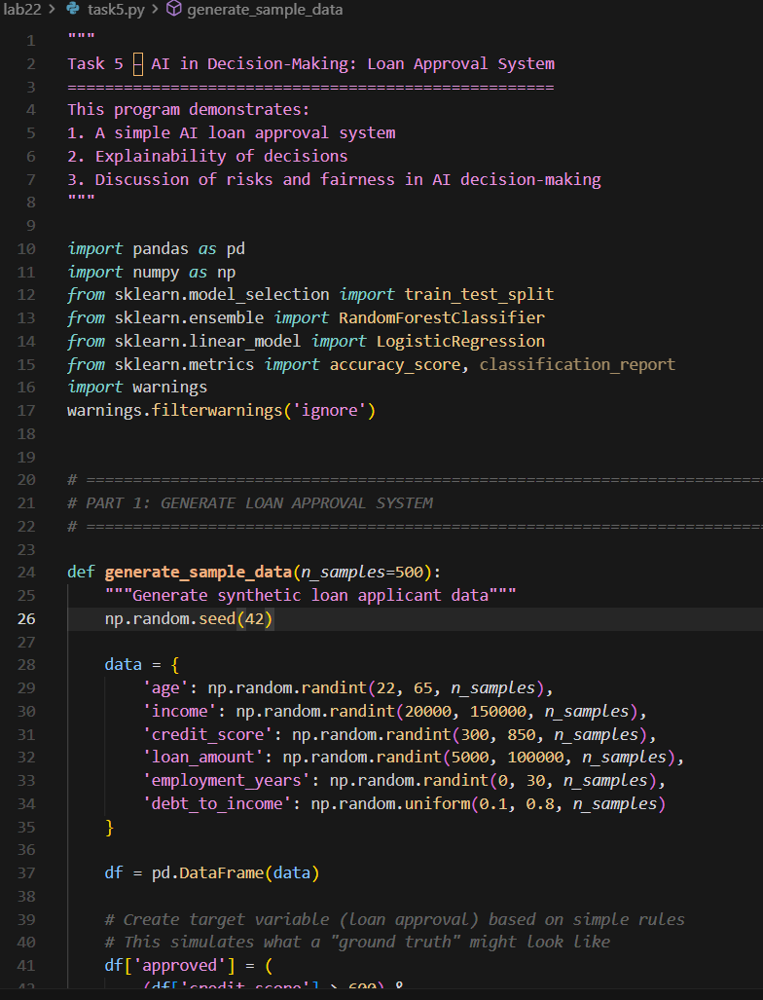 lab22 > task5.py > generate_sample_data
1 """
2 Task 5 – AI in Decision-Making: Loan Approval System
3 ====================================================
4 This program demonstrates:
5 1. A simple AI loan approval system
6 2. Explainability of decisions
7 3. Discussion of risks and fairness in AI decision-making
8 """
9
10 import pandas as pd
11 import numpy as np
12 from sklearn.model_selection import train_test_split
13 from sklearn.ensemble import RandomForestClassifier
14 from sklearn.linear_model import LogisticRegression
15 from sklearn.metrics import accuracy_score, classification_report
16 import warnings
17 warnings.filterwarnings('ignore')
18
19
20 # ==========================================================================
21 # PART 1: GENERATE LOAN APPROVAL SYSTEM
22 # ==========================================================================
23
24 def generate_sample_data(n_samples=500):
25     """Generate synthetic loan applicant data"""
26     np.random.seed(42)
27
28     data = {
29         'age': np.random.randint(22, 65, n_samples),
30         'income': np.random.randint(20000, 150000, n_samples),
31         'credit_score': np.random.randint(300, 850, n_samples),
32         'loan_amount': np.random.randint(5000, 100000, n_samples),
33         'employment_years': np.random.randint(0, 30, n_samples),
34         'debt_to_income': np.random.uniform(0.1, 0.8, n_samples)
35     }
36
37     df = pd.DataFrame(data)
38
39     # Create target variable (loan approval) based on simple rules
40     # This simulates what a "ground truth" might look like
41     df['approved'] = (
42         (df['credit_score'] > 600) &